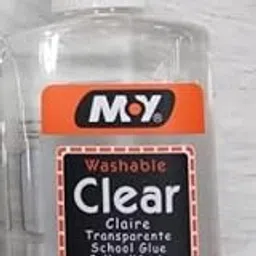 M•Y®
Washable
Clear
Claire
Transparente
School Glue